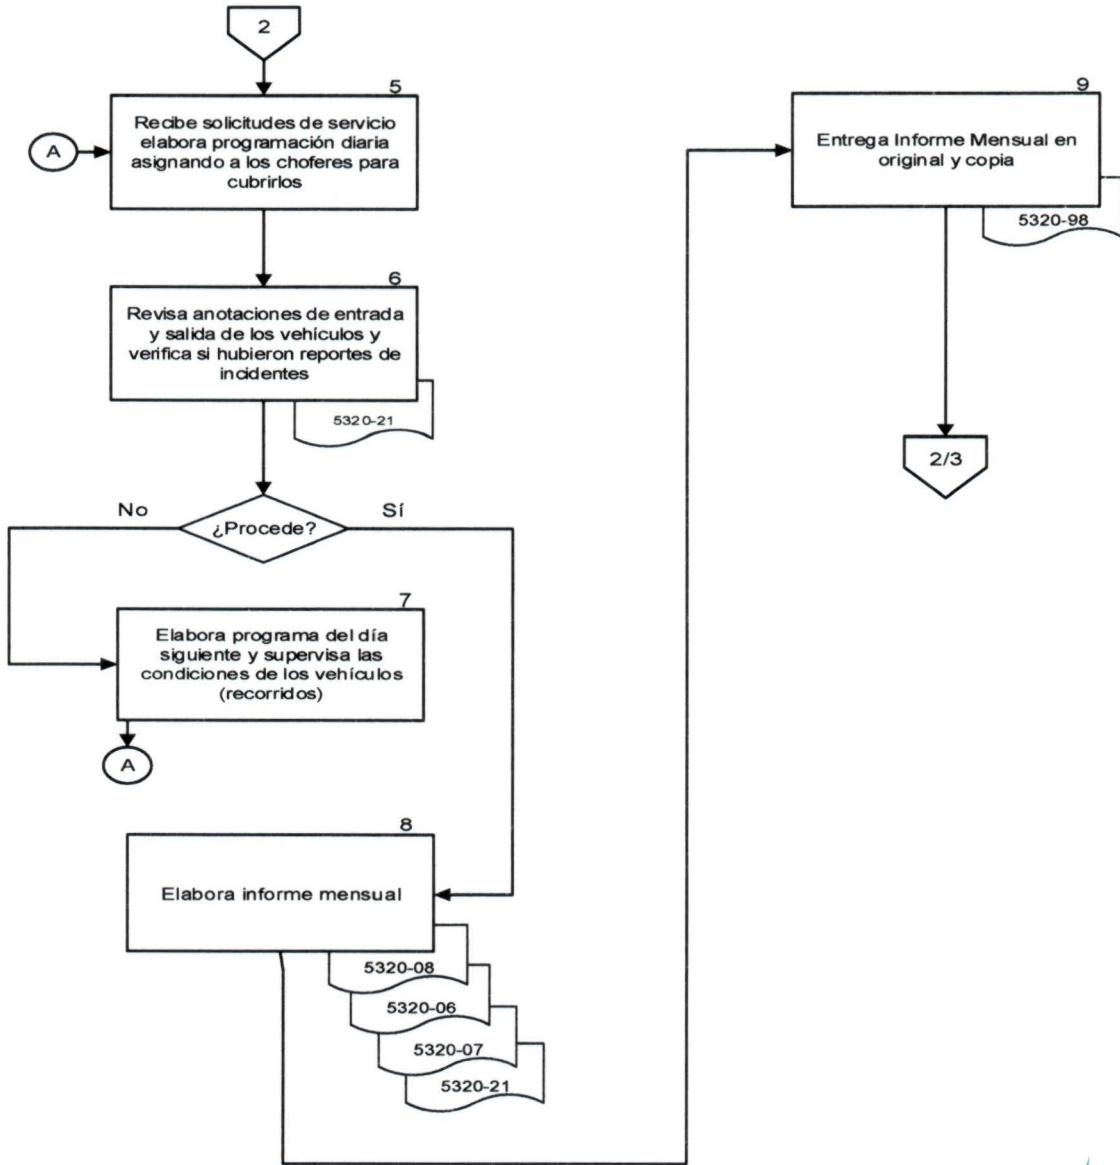 2
5
Recibe solicitudes de servicio
elabora programación diaria
asignando a los choferes para
cubrirlos
A
6
Revisa anotaciones de entrada
y salida de los vehículos y
verifica si hubieron reportes de
incidentes
5320-21
¿Procede?
No
Sí
7
Elabora programa del día
siguiente y supervisa las
condiciones de los vehículos
(recorridos)
A
8
Elabora informe mensual
5320-08
5320-06
5320-07
5320-21
9
Entrega Informe Mensual en
original y copia
5320-98
2/3